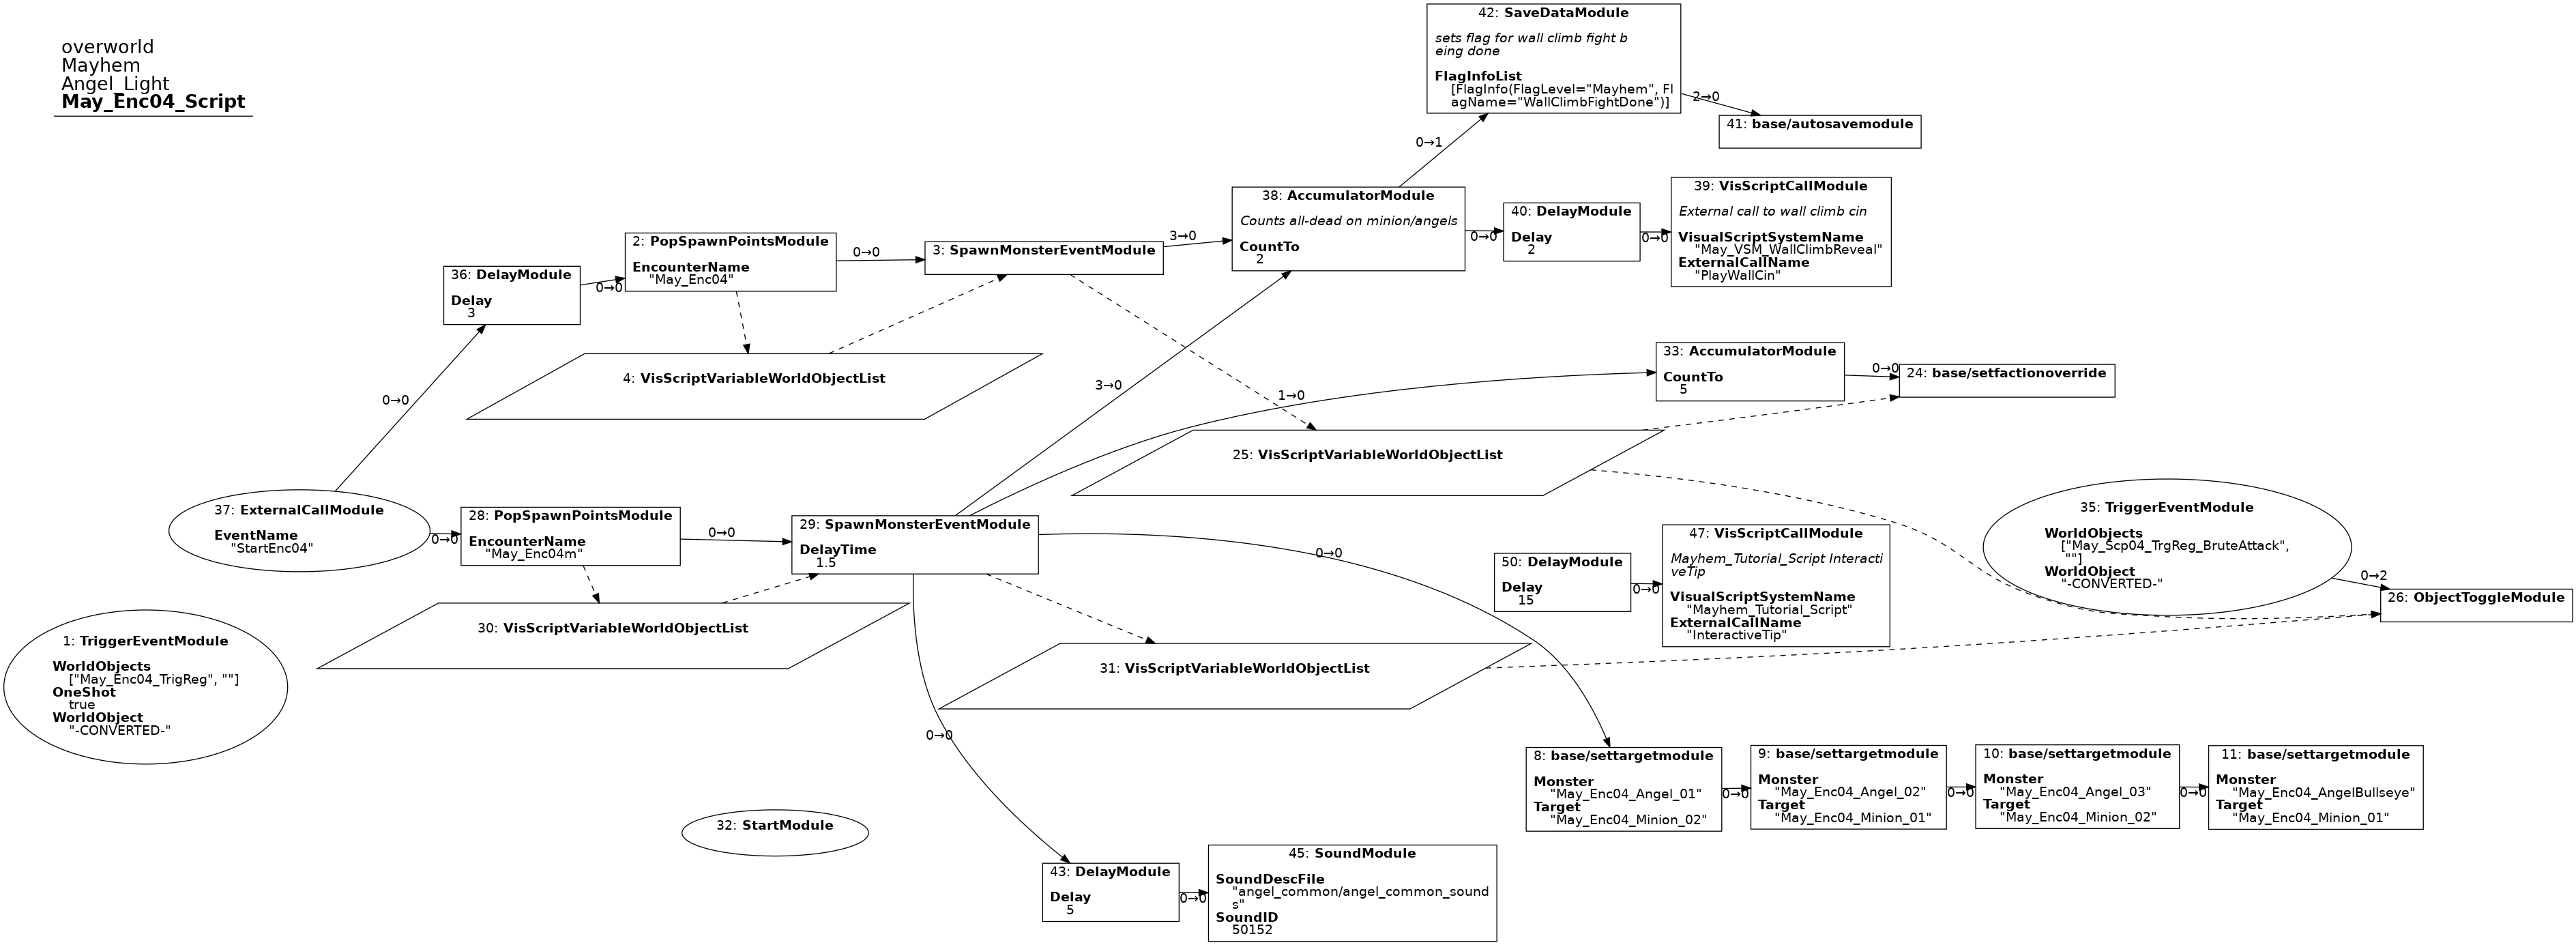 overworld
Mayhem
Angel_Light
May_Enc04_Script
42: SaveDataModule
sets flag for wall climb fight b
eing done
FlagInfoList
[FlagInfo(FlagLevel="Mayhem", Fl
agName="WallClimbFightDone")]
2→0
41: base/autosavemodule
0→1
38: AccumulatorModule
Counts all-dead on minion/angels
CountTo
2
0→0
40: DelayModule
Delay
2
0→0
39: VisScriptCallModule
External call to wall climb cin
VisualScriptSystemName
"May_VSM_WallClimbReveal"
ExternalCallName
"PlayWallCin"
36: DelayModule
Delay
3
0→0
2: PopSpawnPointsModule
EncounterName
"May_Enc04"
0→0
3: SpawnMonsterEventModule
3→0
4: VisScriptVariableWorldObjectList
0→0
3→0
1→0
33: AccumulatorModule
CountTo
5
0→0
24: base/setfactionoverride
25: VisScriptVariableWorldObjectList
37: ExternalCallModule
EventName
"StartEnc04"
0→0
28: PopSpawnPointsModule
EncounterName
"May_Enc04m"
0→0
29: SpawnMonsterEventModule
DelayTime
1.5
0→0
50: DelayModule
Delay
15
0→0
47: VisScriptCallModule
Mayhem_Tutorial_Script Interacti
veTip
VisualScriptSystemName
"Mayhem_Tutorial_Script"
ExternalCallName
"InteractiveTip"
35: TriggerEventModule
WorldObjects
["May_Scp04_TrgReg_BruteAttack",
""]
WorldObject
"-CONVERTED-"
0→2
26: ObjectToggleModule
1: TriggerEventModule
WorldObjects
["May_Enc04_TrigReg", ""]
OneShot
true
WorldObject
"-CONVERTED-"
30: VisScriptVariableWorldObjectList
31: VisScriptVariableWorldObjectList
0→0
8: base/settargetmodule
Monster
"May_Enc04_Angel_01"
Target
"May_Enc04_Minion_02"
0→0
9: base/settargetmodule
Monster
"May_Enc04_Angel_02"
Target
"May_Enc04_Minion_01"
0→0
10: base/settargetmodule
Monster
"May_Enc04_Angel_03"
Target
"May_Enc04_Minion_02"
0→0
11: base/settargetmodule
Monster
"May_Enc04_AngelBullseye"
Target
"May_Enc04_Minion_01"
32: StartModule
43: DelayModule
Delay
5
0→0
45: SoundModule
SoundDescFile
"angel_common/angel_common_sound
s"
SoundID
50152